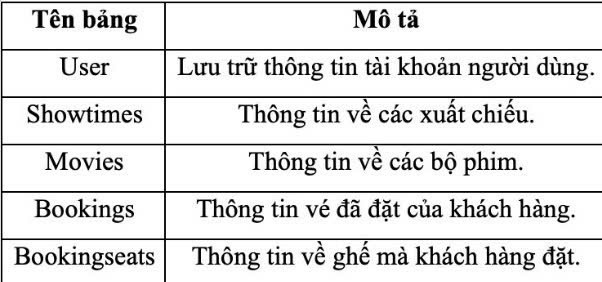 Tên bảng Mô tả
User Lưu trữ thông tin tài khoản người dùng.
Showtimes Thông tin về các xuất chiếu.
Movies Thông tin về các bộ phim.
Bookings Thông tin vé đã đặt của khách hàng.
Bookingseats Thông tin về ghế mà khách hàng đặt.